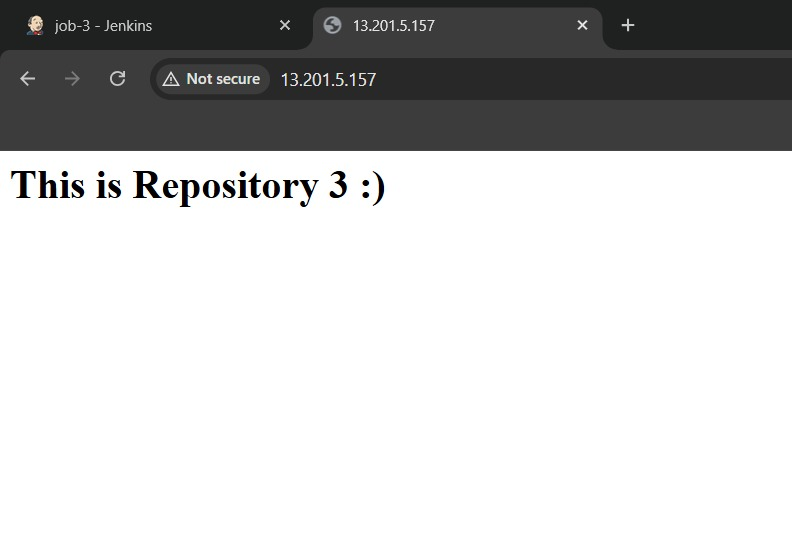 job-3 - Jenkins
13.201.5.157
Not secure
13.201.5.157
This is Repository 3 :)